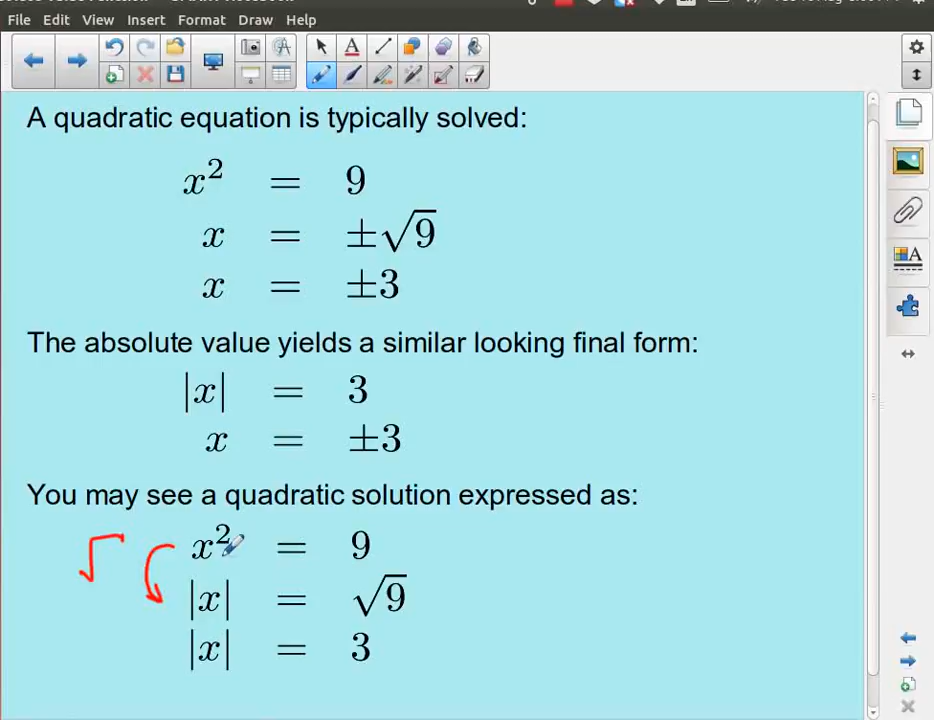 File Edit View Insert Format Draw Help
A quadratic equation is typically solved:
x² = 9
x = ±√9
x = ±3
The absolute value yields a similar looking final form:
|x| = 3
x = ±3
You may see a quadratic solution expressed as:
√ x² = 9
|x| = √9
|x| = 3